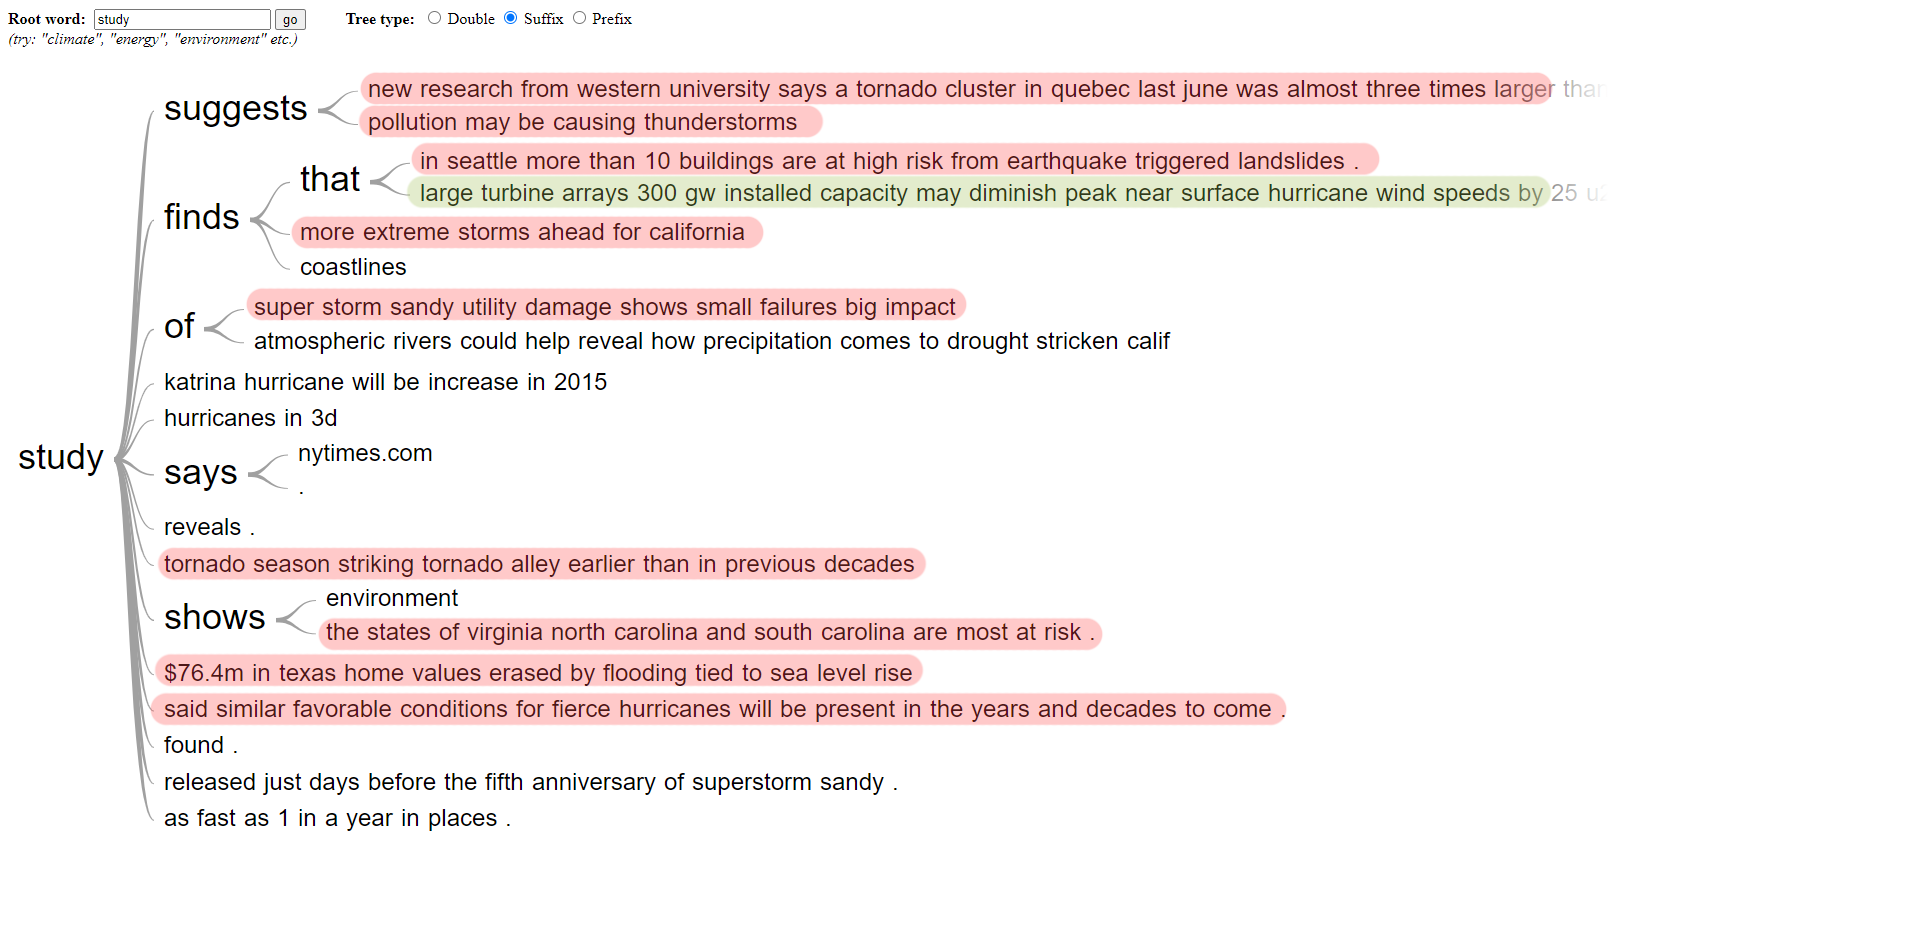 Root word: study go Tree type: Double Suffix Prefix
(try: "climate", "energy", "environment" etc.)
suggests
new research from western university says a tornado cluster in quebec last june was almost three times larger than
pollution may be causing thunderstorms
finds
that
in seattle more than 10 buildings are at high risk from earthquake triggered landslides .
large turbine arrays 300 gw installed capacity may diminish peak near surface hurricane wind speeds by 25
more extreme storms ahead for california
coastlines
of
super storm sandy utility damage shows small failures big impact
atmospheric rivers could help reveal how precipitation comes to drought stricken calif
katrina hurricane will be increase in 2015
hurricanes in 3d
study
says
nytimes.com
.
reveals .
tornado season striking tornado alley earlier than in previous decades
shows
environment
the states of virginia north carolina and south carolina are most at risk .
$76.4m in texas home values erased by flooding tied to sea level rise
said similar favorable conditions for fierce hurricanes will be present in the years and decades to come .
found .
released just days before the fifth anniversary of superstorm sandy .
as fast as 1 in a year in places .